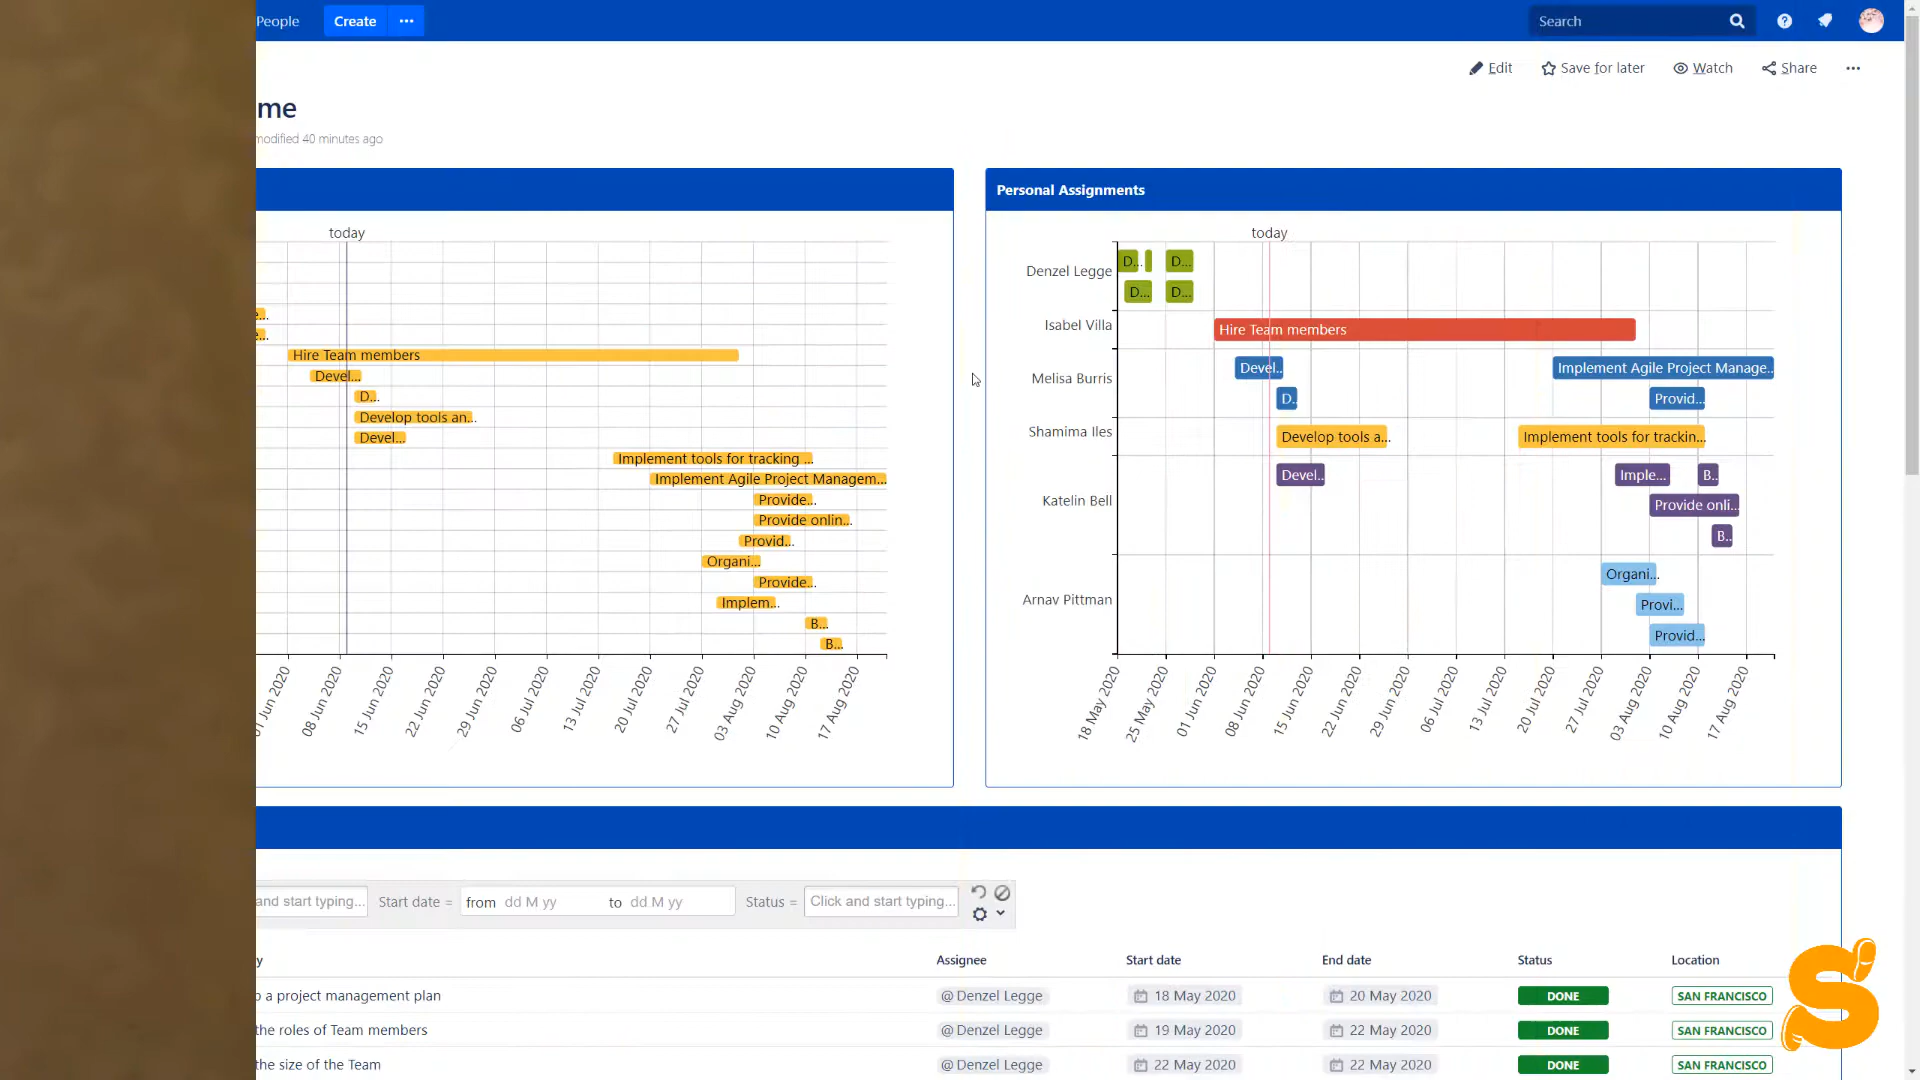 People
Create
Search
Edit
Save for later
Watch
Share
me
modified 40 minutes ago
today
e...
e...
Hire Team members
Devel...
D...
Develop tools an...
Devel...
Implement tools for tracking ...
Implement Agile Project Managem...
Provide...
Provide onlin...
Provid...
Organi...
Provide...
Implem...
B...
B...
01 Jun 2020
08 Jun 2020
15 Jun 2020
22 Jun 2020
29 Jun 2020
06 Jul 2020
13 Jul 2020
20 Jul 2020
27 Jul 2020
03 Aug 2020
10 Aug 2020
17 Aug 2020
Personal Assignments
today
Denzel Legge
D... D...
D... D...
Isabel Villa
Hire Team members
Melisa Burris
Devel... Implement Agile Project Manage...
D... Provid...
Shamima Iles
Develop tools a... Implement tools for trackin...
Katelin Bell
Devel... Imple... B...
Provide onli...
B...
Arnav Pittman
Organi...
Provi...
Provid...
18 May 2020
25 May 2020
01 Jun 2020
08 Jun 2020
15 Jun 2020
22 Jun 2020
29 Jun 2020
06 Jul 2020
13 Jul 2020
20 Jul 2020
27 Jul 2020
03 Aug 2020
10 Aug 2020
17 Aug 2020
and start typing... Start date = from dd M yy to dd M yy Status = Click and start typing...
y Assignee Start date End date Status Location
p a project management plan @ Denzel Legge 18 May 2020 20 May 2020 DONE SAN FRANCISCO
the roles of Team members @ Denzel Legge 19 May 2020 22 May 2020 DONE SAN FRANCISCO
the size of the Team @ Denzel Legge 22 May 2020 22 May 2020 DONE SAN FRANCISCO